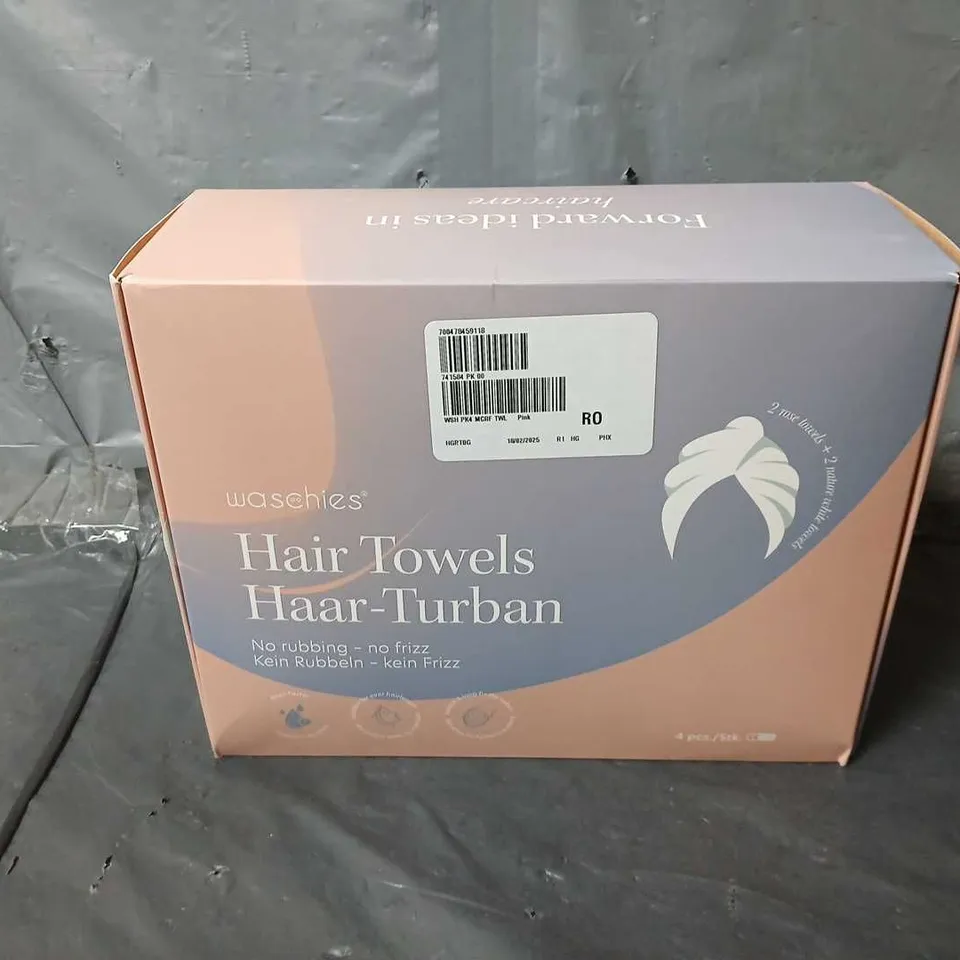 Forward ideas in
haircare
700470459118
741504 PK 00
WSH PK4 MCRF TWL Pink
RO
HGRTBG 18/02/2025 R1 HG PHX
2 rose towels + 2 nature white towels
waschies®
Hair Towels
Haar-Turban
No rubbing – no frizz
Kein Rubbeln – kein Frizz
4 pcs./Stk.